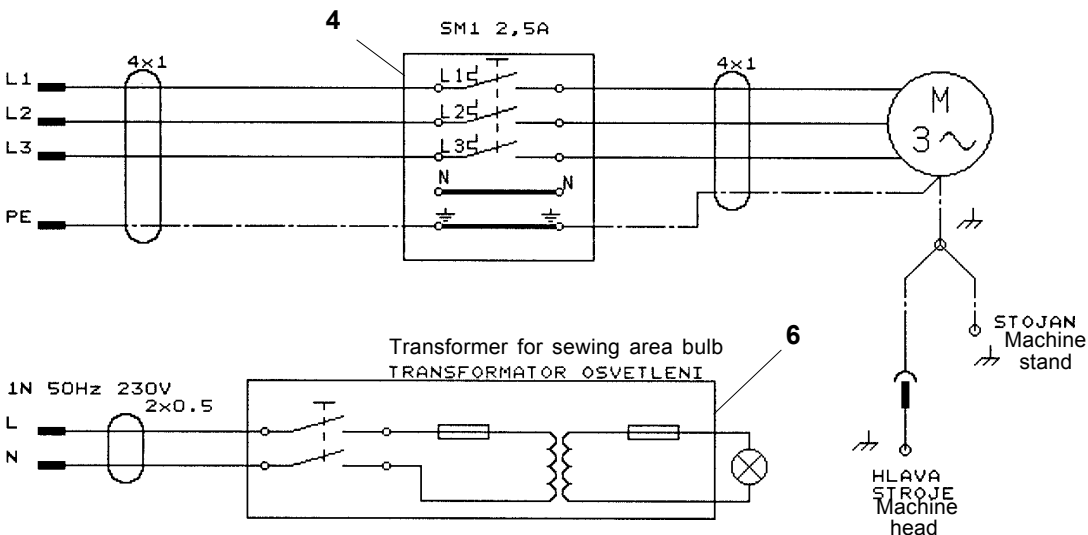 4
SM1 2,5A
4x1
4x1
L1
L1
L2
L2
L3
L3
N
N
PE
M
3
STOJAN
Machine
stand
6
Transformer for sewing area bulb
TRANSFORMATOR OSVETLENI
1N 50Hz 230V
2x0.5
L
N
HLAVA
STROJE
Machine
head